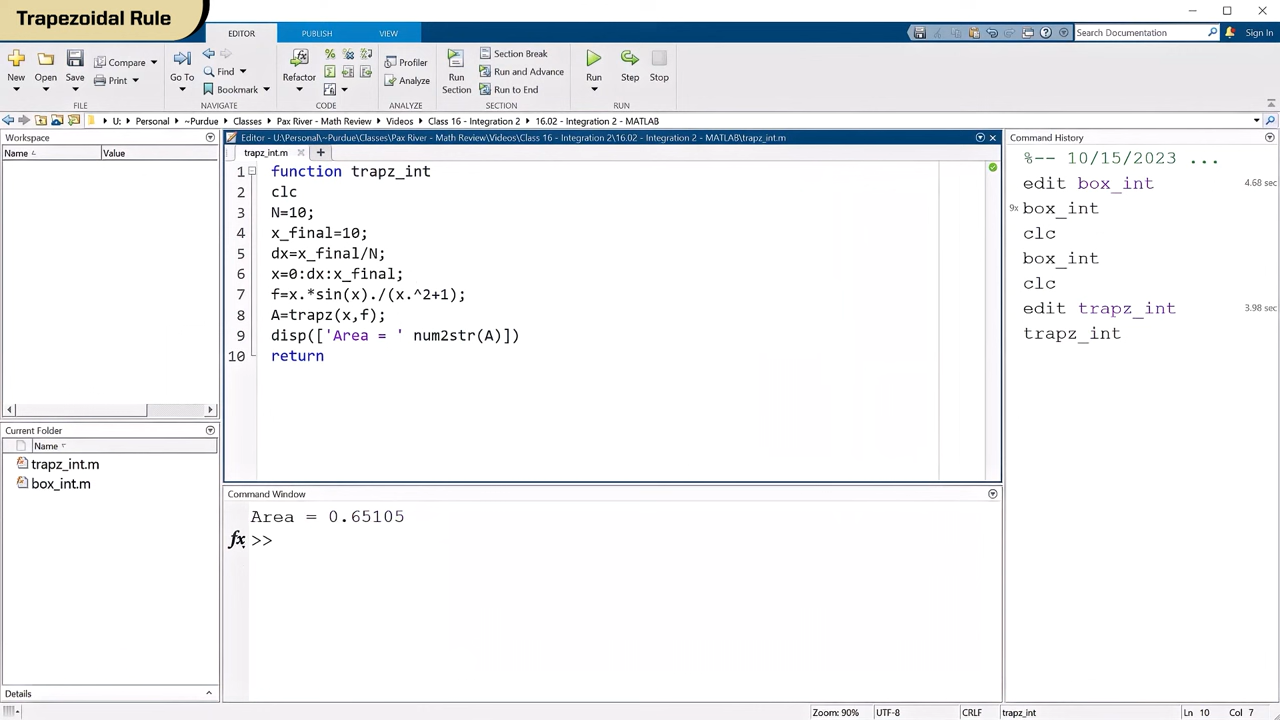 Trapezoidal Rule
EDITOR
PUBLISH
VIEW
Search Documentation
Sign In
New
Open
Save
Compare
Print
Go To
Find
Bookmark
Refactor
Profiler
Analyze
Run
Section
Section Break
Run and Advance
Run to End
Run
Step
Stop
FILE
NAVIGATE
CODE
ANALYZE
SECTION
RUN
U: Personal ~Purdue Classes Pax River - Math Review Videos Class 16 - Integration 2 16.02 - Integration 2 - MATLAB
Workspace
Name Value
Current Folder
Name
trapz_int.m
box_int.m
Details
Editor - U:\Personal\~Purdue\Classes\Pax River - Math Review\Videos\Class 16 - Integration 2\16.02 - Integration 2 - MATLAB\trapz_int.m
trapz_int.m
1 function trapz_int
2 clc
3 N=10;
4 x_final=10;
5 dx=x_final/N;
6 x=0:dx:x_final;
7 f=x.*sin(x)./(x.^2+1);
8 A=trapz(x,f);
9 disp(['Area = ' num2str(A)])
10 return
Command Window
Area = 0.65105
fx >>
Command History
%-- 10/15/2023 ...
edit box_int 4.68 sec
9x box_int
clc
box_int
clc
edit trapz_int 3.98 sec
trapz_int
Zoom: 90% UTF-8 CRLF trapz_int Ln 10 Col 7